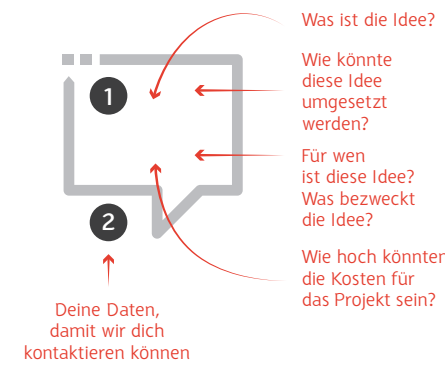 Was ist die Idee?
Wie könnte
diese Idee
umgesetzt
werden?
Für wen
ist diese Idee?
Was bezweckt
die Idee?
Wie hoch könnten
die Kosten für
das Projekt sein?
1
2
Deine Daten,
damit wir dich
kontaktieren können